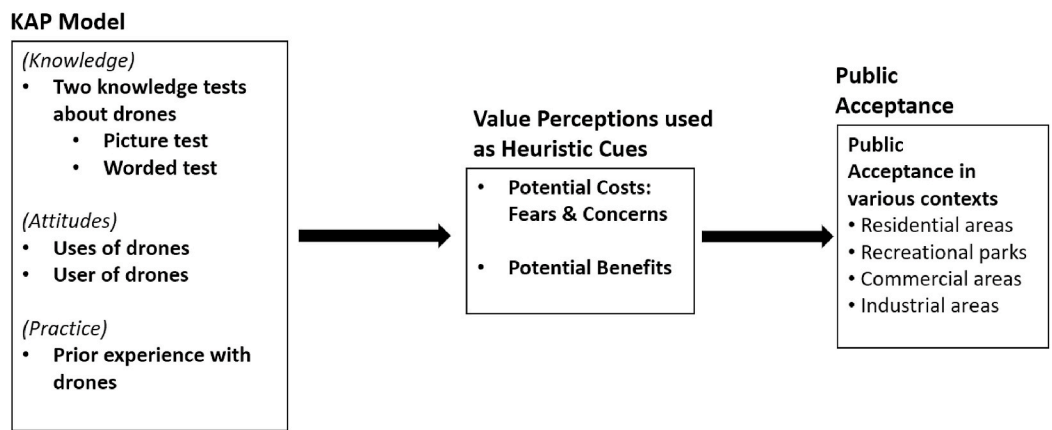 KAP Model
(Knowledge)
• Two knowledge tests
about drones
• Picture test
• Worded test
(Attitudes)
• Uses of drones
• User of drones
(Practice)
• Prior experience with
drones
Value Perceptions used
as Heuristic Cues
• Potential Costs:
Fears & Concerns
• Potential Benefits
Public
Acceptance
Public
Acceptance in
various contexts
• Residential areas
• Recreational parks
• Commercial areas
• Industrial areas